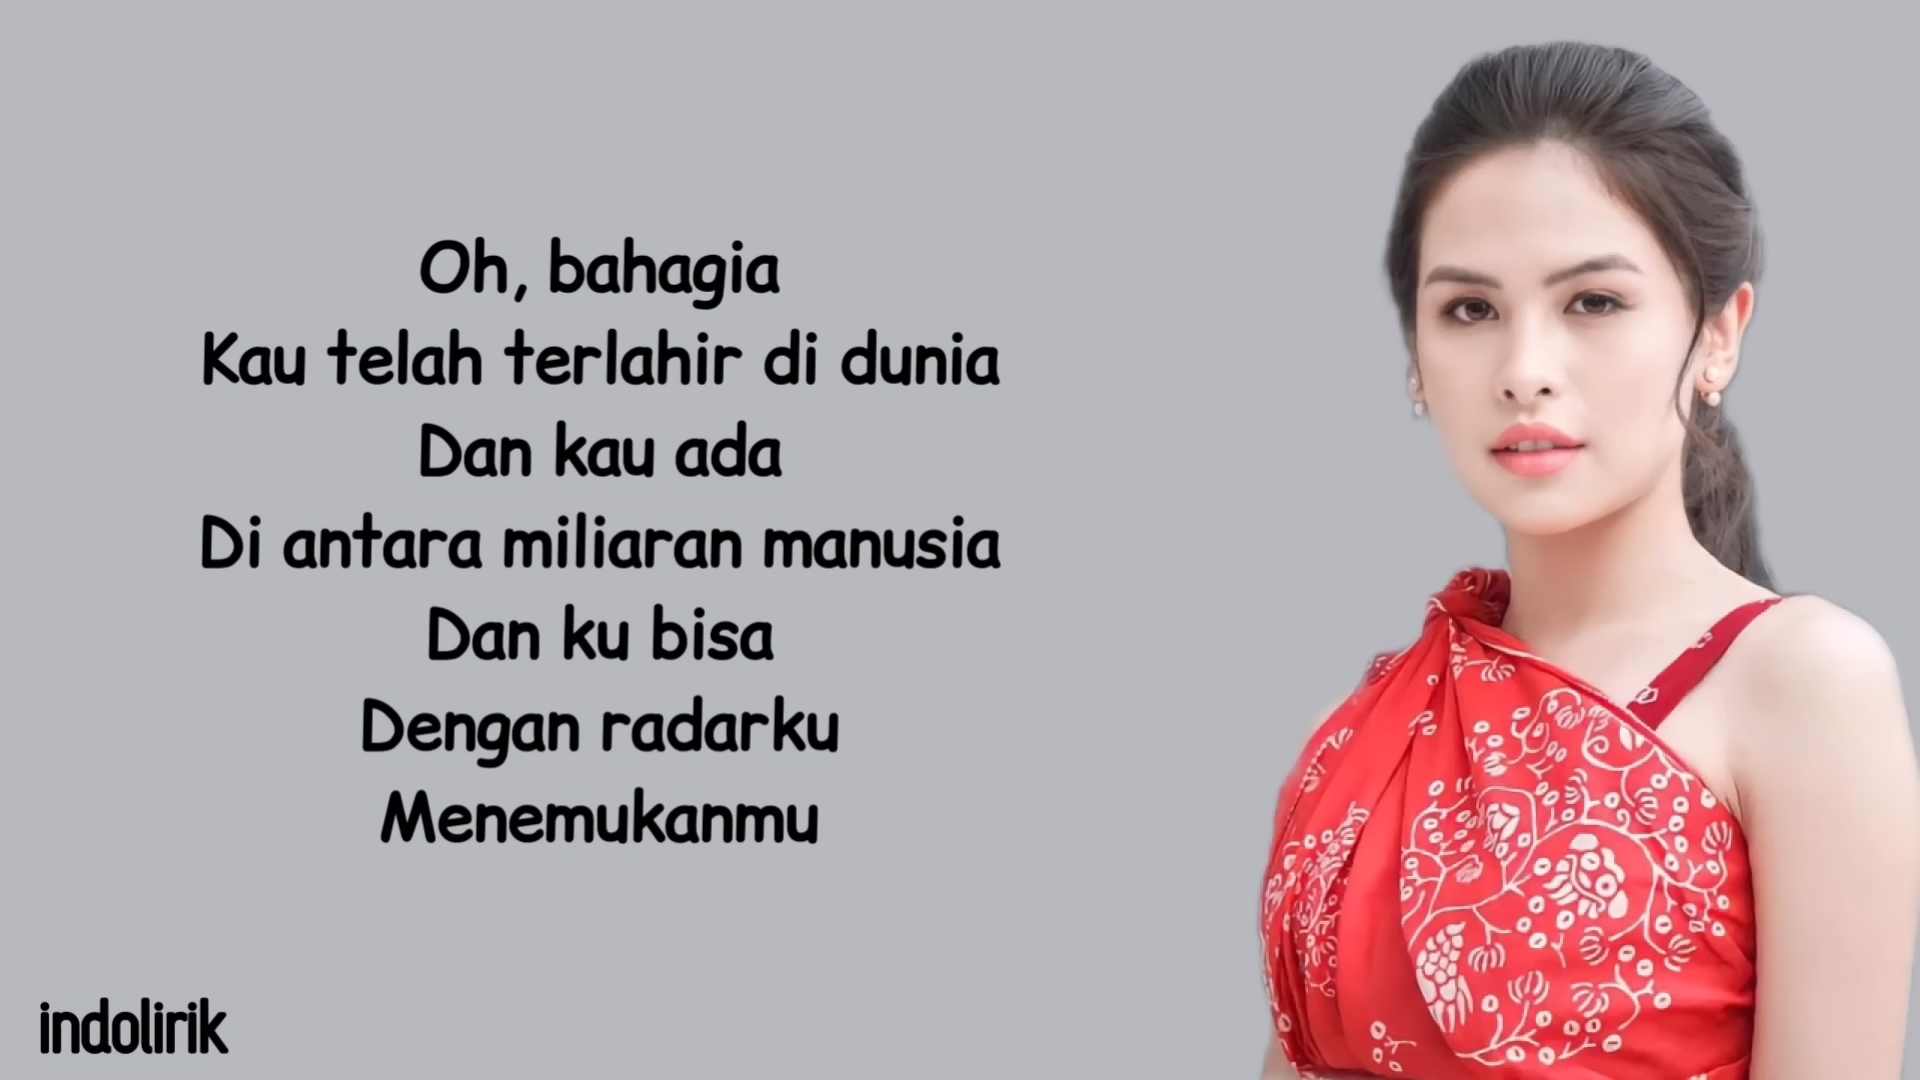 Oh, bahagia
Kau telah terlahir di dunia
Dan kau ada
Di antara miliaran manusia
Dan ku bisa
Dengan radarku
Menemukanmu
indolirik